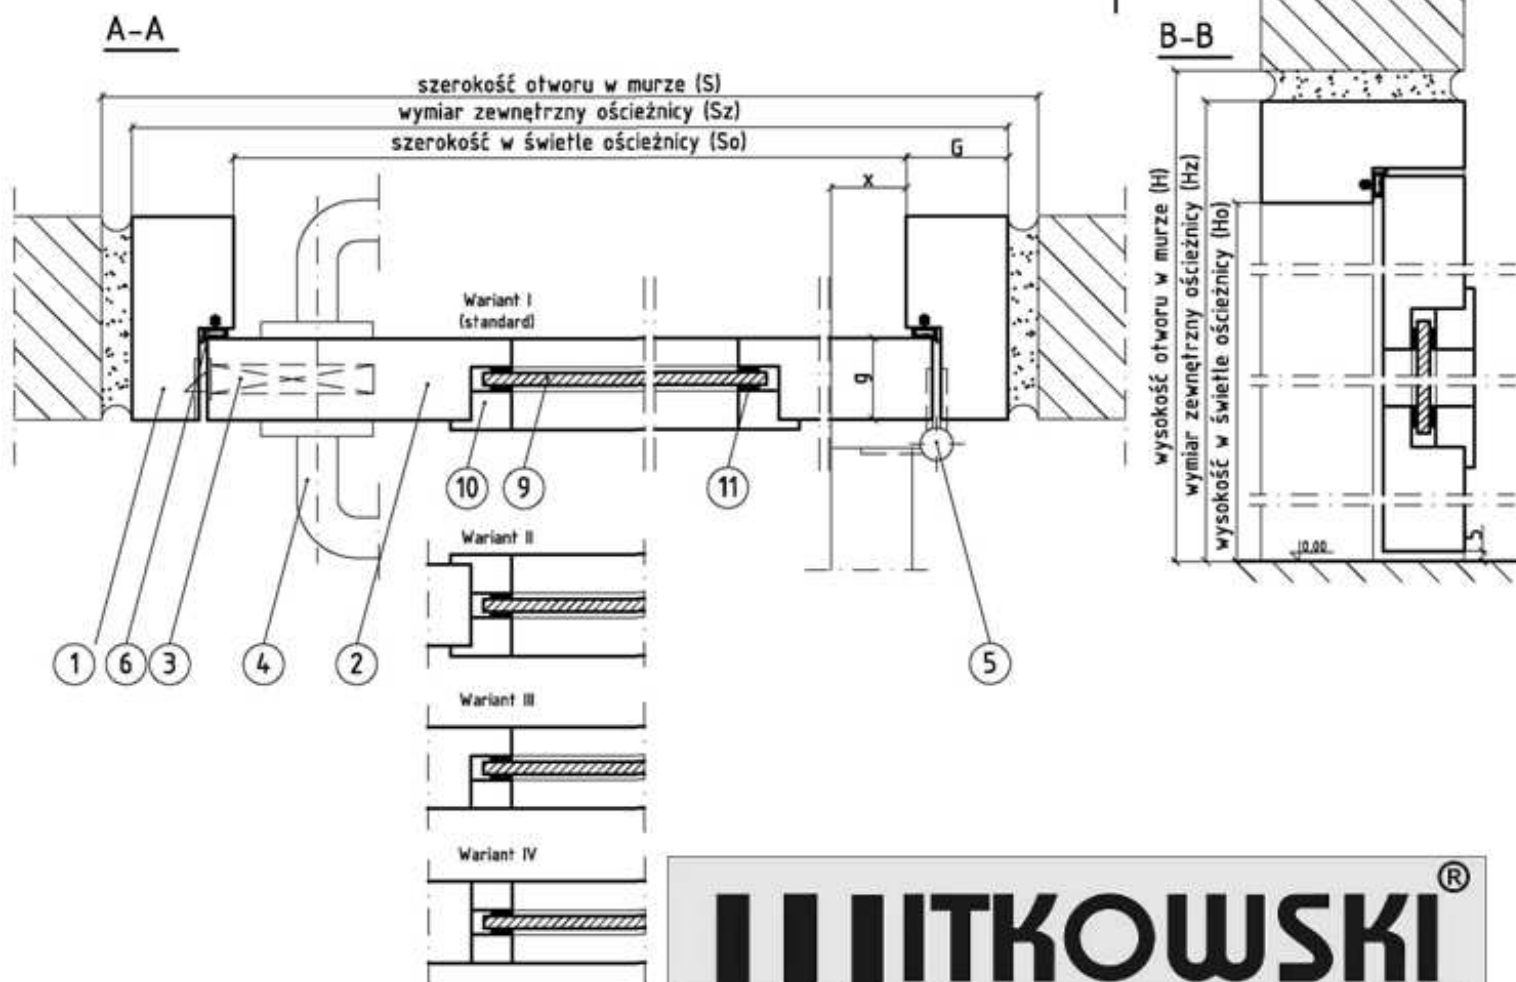 A-A
szerokość otworu w murze (S)
wymiar zewnętrzny ościeżnicy (Sz)
szerokość w świetle ościeżnicy (So)
G
x
Wariant I
(standard)
g
10
9
11
Wariant II
1
6
3
4
2
5
Wariant III
Wariant IV
B-B
wysokość otworu w murze (H)
wymiar zewnętrzny ościeżnicy (Hz)
wysokość w świetle ościeżnicy (Ho)
5
WITKOWSKI®